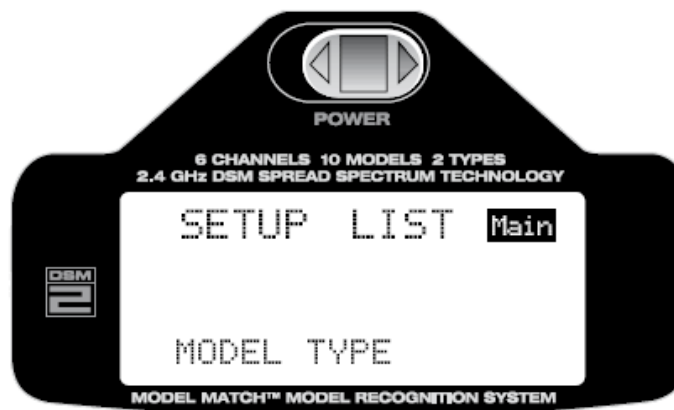 POWER
6 CHANNELS 10 MODELS 2 TYPES
2.4 GHz DSM SPREAD SPECTRUM TECHNOLOGY
SETUP LIST Main
DSM
2
MODEL TYPE
MODEL MATCH™ MODEL RECOGNITION SYSTEM